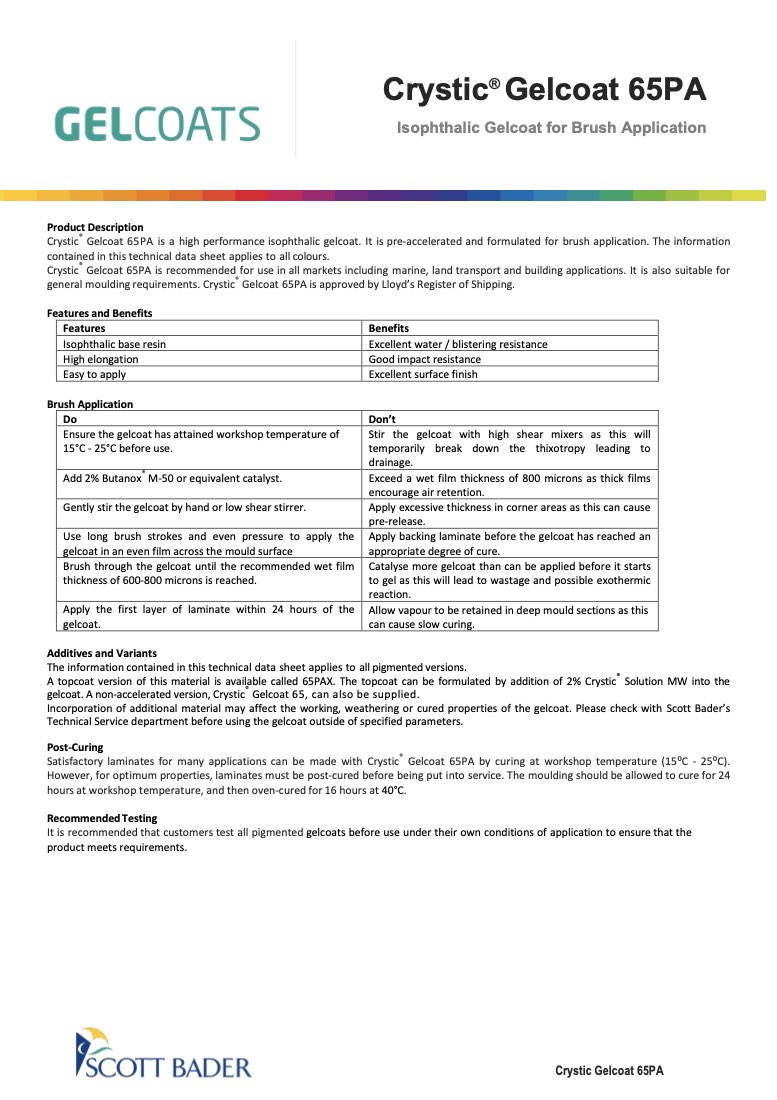 GELCOATS
Crystic® Gelcoat 65PA
Isophthalic Gelcoat for Brush Application
Product Description
Crystic® Gelcoat 65PA is a high performance isophthalic gelcoat. It is pre-accelerated and formulated for brush application. The information
contained in this technical data sheet applies to all colours.
Crystic® Gelcoat 65PA is recommended for use in all markets including marine, land transport and building applications. It is also suitable for
general moulding requirements. Crystic® Gelcoat 65PA is approved by Lloyd's Register of Shipping.
Features and Benefits
Features Benefits
Isophthalic base resin Excellent water / blistering resistance
High elongation Good impact resistance
Easy to apply Excellent surface finish
Brush Application
Do Don't
Ensure the gelcoat has attained workshop temperature of
15°C - 25°C before use.
Stir the gelcoat with high shear mixers as this will
temporarily break down the thixotropy leading to
drainage.
Add 2% Butanox® M-50 or equivalent catalyst.
Exceed a wet film thickness of 800 microns as thick films
encourage air retention.
Gently stir the gelcoat by hand or low shear stirrer.
Apply excessive thickness in corner areas as this can cause
pre-release.
Use long brush strokes and even pressure to apply the
gelcoat in an even film across the mould surface
Apply backing laminate before the gelcoat has reached an
appropriate degree of cure.
Brush through the gelcoat until the recommended wet film
thickness of 600-800 microns is reached.
Catalyse more gelcoat than can be applied before it starts
to gel as this will lead to wastage and possible exothermic
reaction.
Apply the first layer of laminate within 24 hours of the
gelcoat.
Allow vapour to be retained in deep mould sections as this
can cause slow curing.
Additives and Variants
The information contained in this technical data sheet applies to all pigmented versions.
A topcoat version of this material is available called 65PAX. The topcoat can be formulated by addition of 2% Crystic® Solution MW into the
gelcoat. A non-accelerated version, Crystic® Gelcoat 65, can also be supplied.
Incorporation of additional material may affect the working, weathering or cured properties of the gelcoat. Please check with Scott Bader's
Technical Service department before using the gelcoat outside of specified parameters.
Post-Curing
Satisfactory laminates for many applications can be made with Crystic® Gelcoat 65PA by curing at workshop temperature (15⁰C - 25⁰C).
However, for optimum properties, laminates must be post-cured before being put into service. The moulding should be allowed to cure for 24
hours at workshop temperature, and then oven-cured for 16 hours at 40°C.
Recommended Testing
It is recommended that customers test all pigmented gelcoats before use under their own conditions of application to ensure that the
product meets requirements.
SCOTT BADER
Crystic Gelcoat 65PA